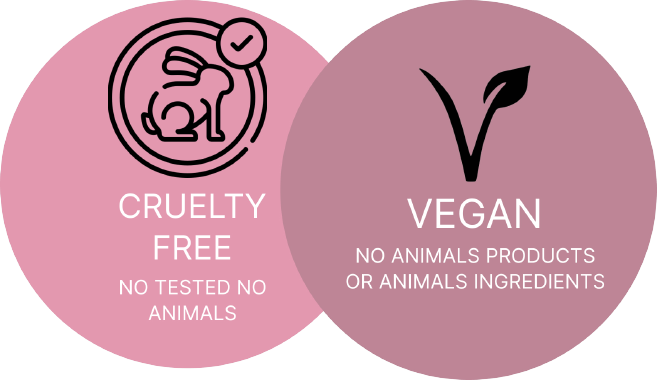 CRUELTY
FREE
NO TESTED NO
ANIMALS
VEGAN
NO ANIMALS PRODUCTS
OR ANIMALS INGREDIENTS